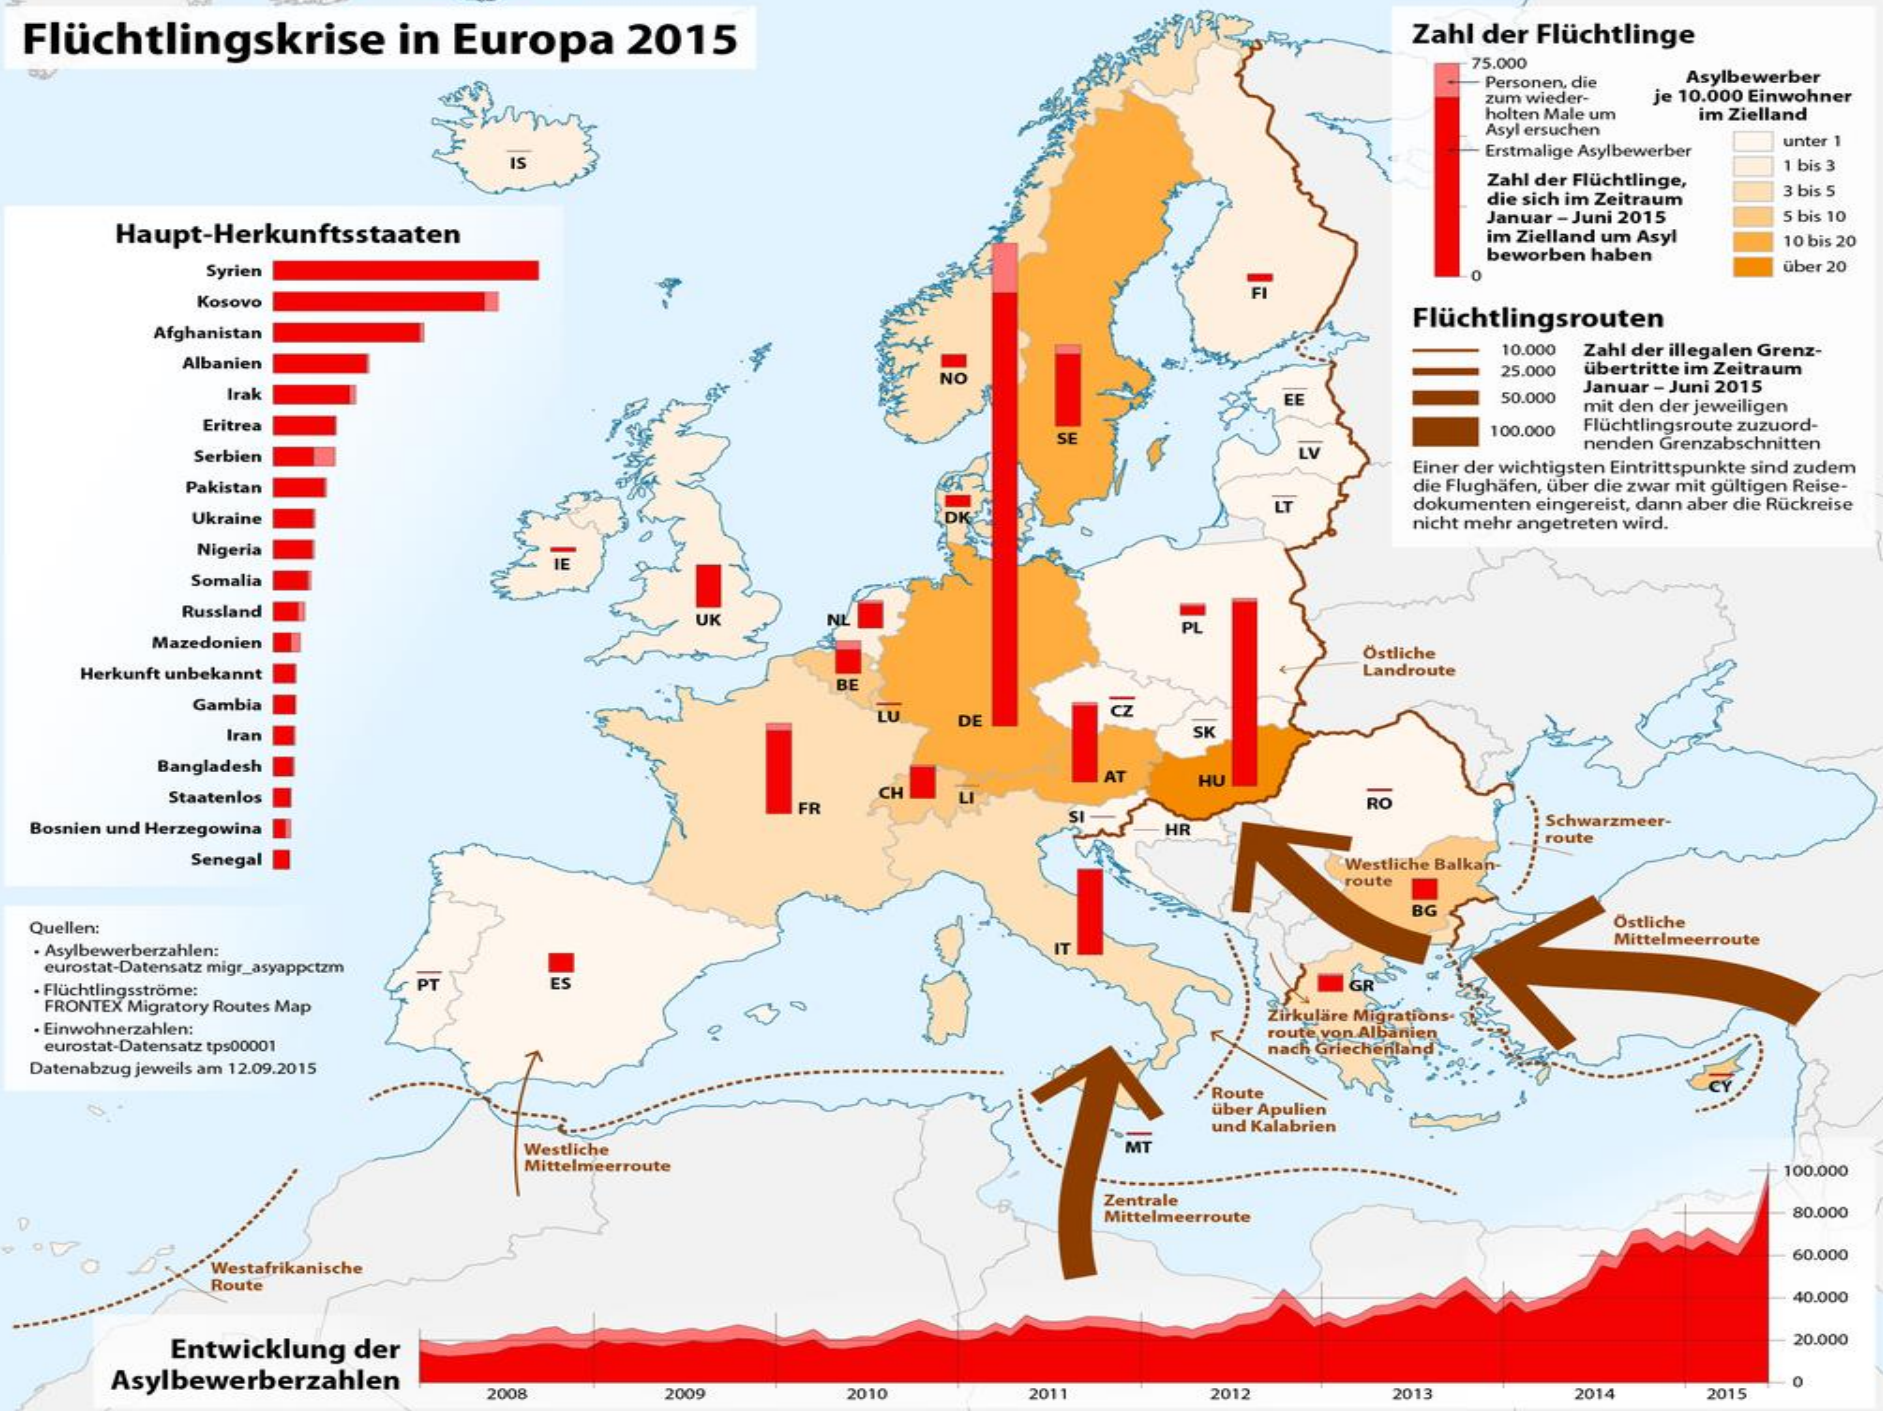 Flüchtlingskrise in Europa 2015
Zahl der Flüchtlinge
75.000
Personen, die
zum wieder-
holten Male um
Asyl ersuchen
Erstmalige Asylbewerber
Zahl der Flüchtlinge,
die sich im Zeitraum
Januar – Juni 2015
im Zielland um Asyl
beworben haben
0
Asylbewerber
je 10.000 Einwohner
im Zielland
unter 1
1 bis 3
3 bis 5
5 bis 10
10 bis 20
über 20
Flüchtlingsrouten
10.000
25.000
50.000
100.000
Zahl der illegalen Grenz-
übertritte im Zeitraum
Januar – Juni 2015
mit den der jeweiligen
Flüchtlingsroute zuzuord-
nenden Grenzabschnitten
Einer der wichtigsten Eintrittspunkte sind zudem
die Flughäfen, über die zwar mit gültigen Reise-
dokumenten eingereist, dann aber die Rückreise
nicht mehr angetreten wird.
Haupt-Herkunftsstaaten
Syrien
Kosovo
Afghanistan
Albanien
Irak
Eritrea
Serbien
Pakistan
Ukraine
Nigeria
Somalia
Russland
Mazedonien
Herkunft unbekannt
Gambia
Iran
Bangladesh
Staatenlos
Bosnien und Herzegowina
Senegal
Quellen:
• Asylbewerberzahlen:
eurostat-Datensatz migr_asyappctzm
• Flüchtlingsströme:
FRONTEX Migratory Routes Map
• Einwohnerzahlen:
eurostat-Datensatz tps00001
Datenabzug jeweils am 12.09.2015
IS
FI
NO
SE
EE
LV
LT
DK
IE
UK
NL
PL
BE
LU
DE
CZ
SK
AT
HU
CH
LI
FR
SI
HR
RO
BG
IT
PT
ES
GR
CY
MT
Östliche
Landroute
Schwarzmeer-
route
Westliche Balkan-
route
Östliche
Mittelmeerroute
Zirkuläre Migrations-
route von Albanien
nach Griechenland
Route
über Apulien
und Kalabrien
Westliche
Mittelmeerroute
Zentrale
Mittelmeerroute
Westafrikanische
Route
Entwicklung der
Asylbewerberzahlen
100.000
80.000
60.000
40.000
20.000
0
2008
2009
2010
2011
2012
2013
2014
2015